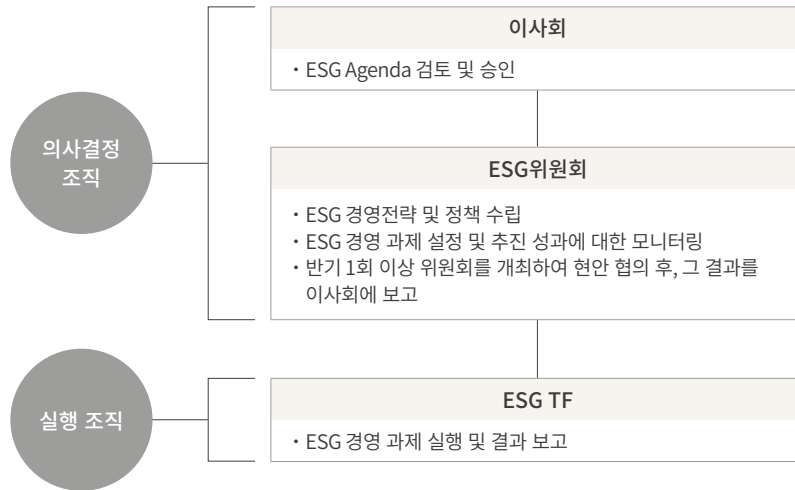 이사회
・ESG Agenda 검토 및 승인
의사결정
조직
ESG위원회
・ESG 경영전략 및 정책 수립
・ESG 경영 과제 설정 및 추진 성과에 대한 모니터링
・반기 1회 이상 위원회를 개최하여 현안 협의 후, 그 결과를
이사회에 보고
실행 조직
ESG TF
・ESG 경영 과제 실행 및 결과 보고